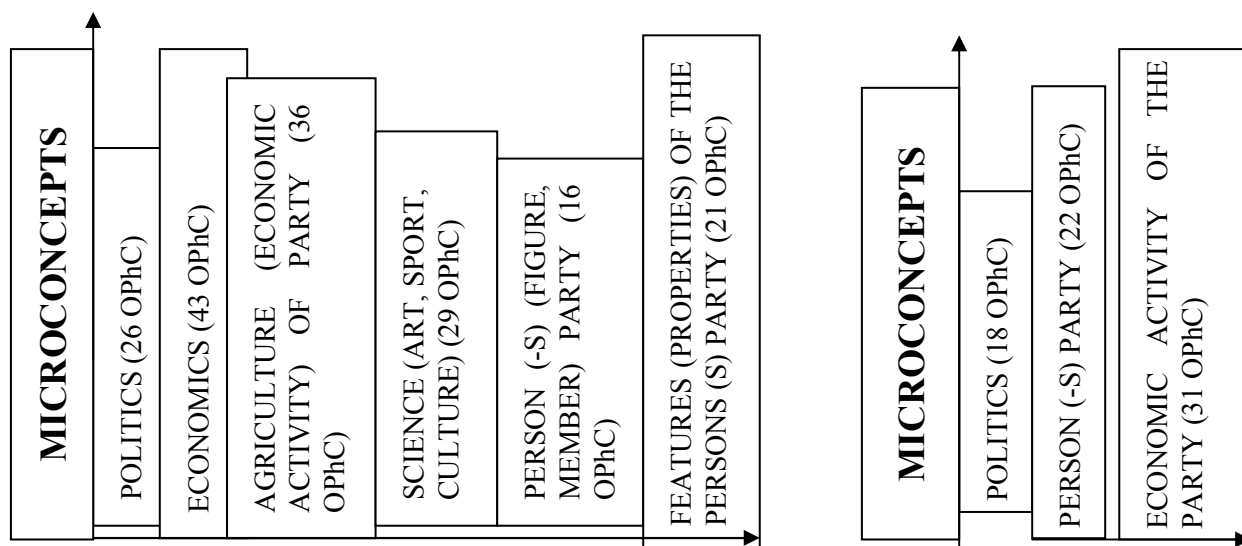 MICROCONCEPTS
POLITICS (26 OPhC)
ECONOMICS (43 OPhC)
AGRICULTURE (ECONOMIC
ACTIVITY) OF PARTY (36
OPhC)
SCIENCE (ART, SPORT,
CULTURE) (29 OPhC)
PERSON (-S) (FIGURE,
MEMBER) PARTY (16
OPhC)
FEATURES (PROPERTIES) OF THE
PERSONS (S) PARTY (21 OPhC)
MICROCONCEPTS
POLITICS (18 OPhC)
PERSON (-S) PARTY (22 OPhC)
ECONOMIC ACTIVITY OF THE
PARTY (31 OPhC)